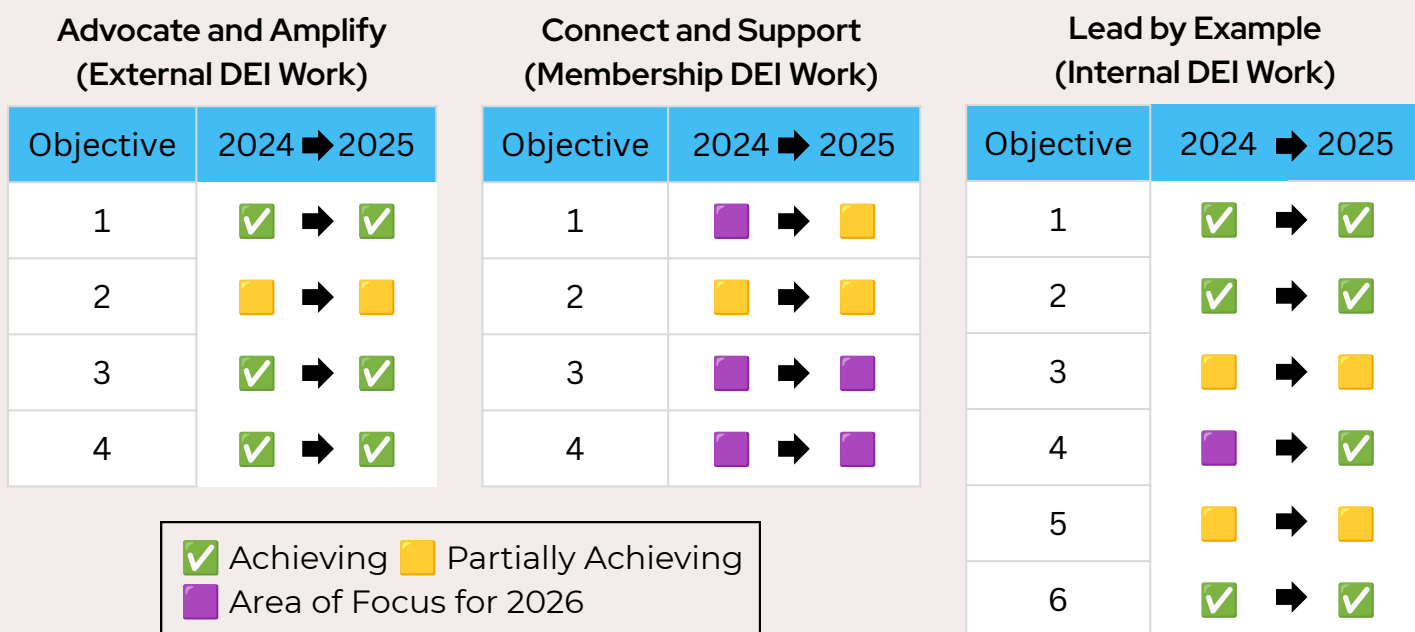 Advocate and Amplify
(External DEI Work)
Objective 2024 ➡ 2025
1 ✅ ➡ ✅
2 🟨 ➡ 🟨
3 ✅ ➡ ✅
4 ✅ ➡ ✅
Connect and Support
(Membership DEI Work)
Objective 2024 ➡ 2025
1 🟪 ➡ 🟨
2 🟨 ➡ 🟨
3 🟪 ➡ 🟪
4 🟪 ➡ 🟪
Lead by Example
(Internal DEI Work)
Objective 2024 ➡ 2025
1 ✅ ➡ ✅
2 ✅ ➡ ✅
3 🟨 ➡ 🟨
4 🟪 ➡ ✅
5 🟨 ➡ 🟨
6 ✅ ➡ ✅
✅ Achieving 🟨 Partially Achieving
🟪 Area of Focus for 2026